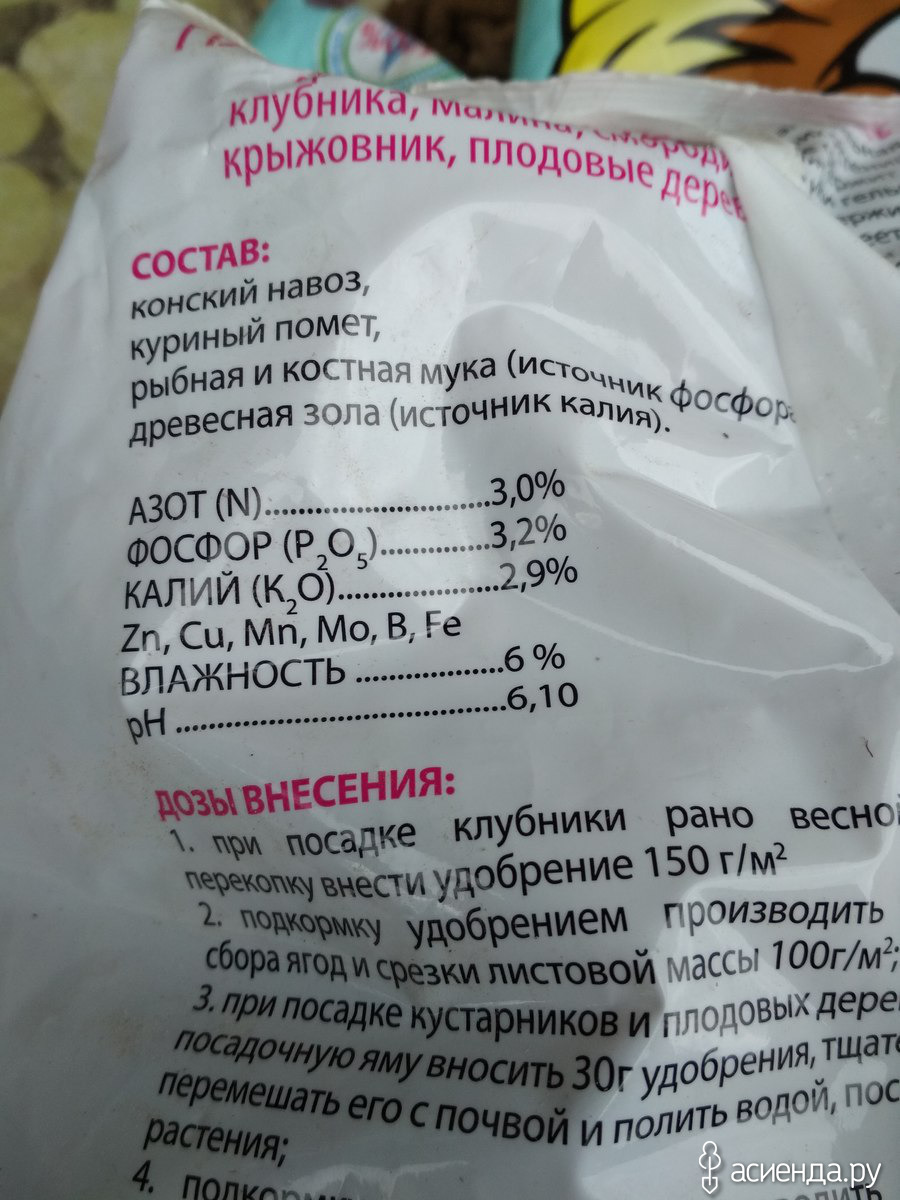 клубника, малина, смороди
крыжовник, плодовые дерев
СОСТАВ:
конский навоз,
куриный помет,
рыбная и костная мука (источник фосфора
древесная зола (источник калия).
АЗОТ (N)..............................3,0%
ФОСФОР (P₂O₅)...............3,2%
КАЛИЙ (K₂O)......................2,9%
Zn, Cu, Mn, Mo, B, Fe
ВЛАЖНОСТЬ ....................6 %
pH ............................................6,10
ДОЗЫ ВНЕСЕНИЯ:
1. при посадке клубники рано весной
перекопку внести удобрение 150 г/м²
2. подкормку удобрением производить
сбора ягод и срезки листовой массы 100г/м²;
3. при посадке кустарников и плодовых дере
посадочную яму вносить 30г удобрения, тщате
перемешать его с почвой и полить водой, пос
растения;
4.
асиенда.ру